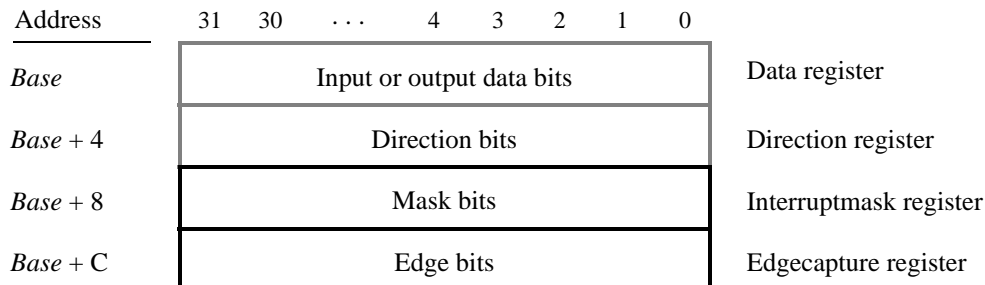 Address 31 30 . . . 4 3 2 1 0
Base Input or output data bits Data register
Base + 4 Direction bits Direction register
Base + 8 Mask bits Interruptmask register
Base + C Edge bits Edgecapture register